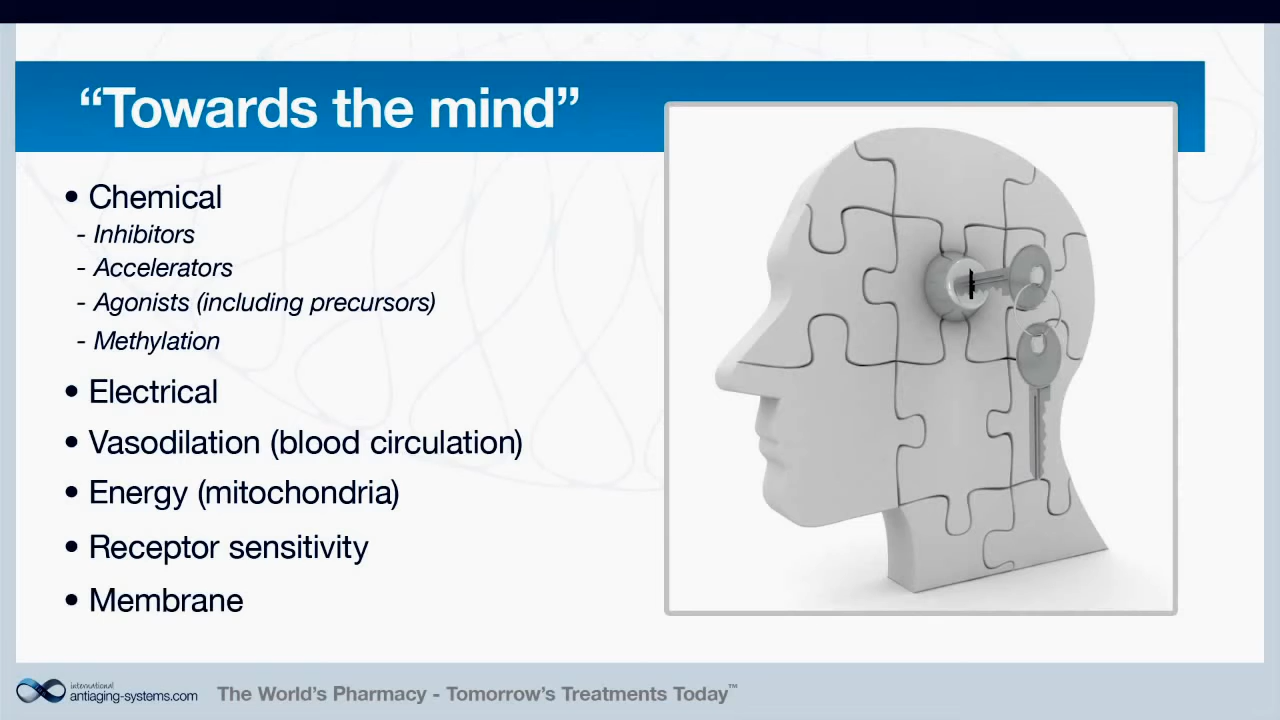 “Towards the mind”
• Chemical
- Inhibitors
- Accelerators
- Agonists (including precursors)
- Methylation
• Electrical
• Vasodilation (blood circulation)
• Energy (mitochondria)
• Receptor sensitivity
• Membrane
international
antiaging-systems.com
The World’s Pharmacy - Tomorrow’s Treatments Today™